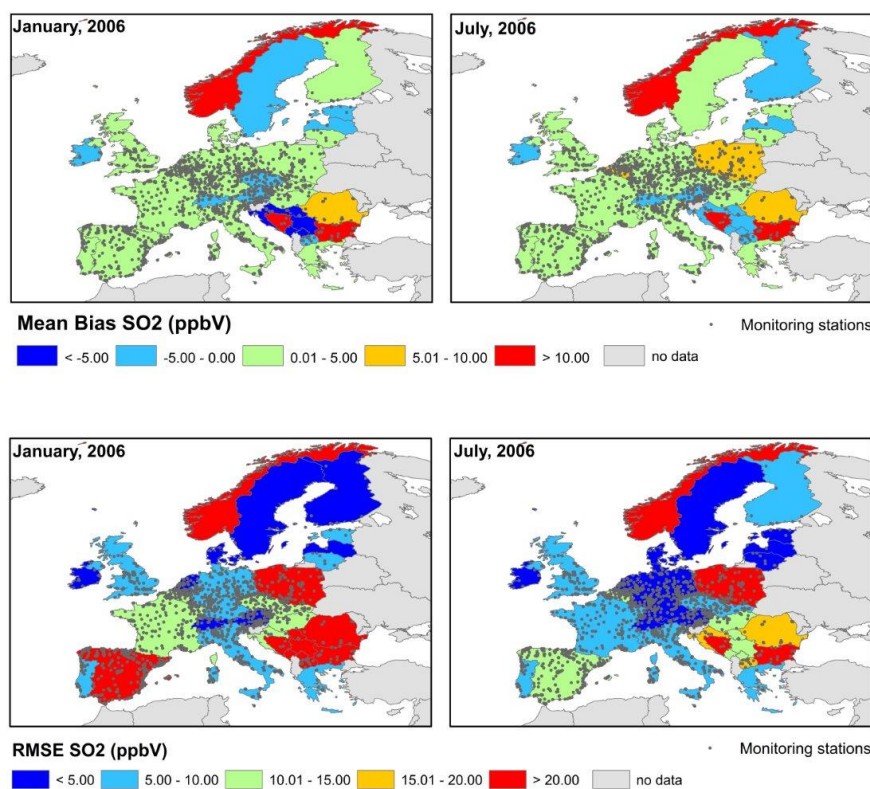 January, 2006
July, 2006
Mean Bias SO2 (ppbV)
Monitoring stations
< -5.00
-5.00 - 0.00
0.01 - 5.00
5.01 - 10.00
> 10.00
no data
January, 2006
July, 2006
RMSE SO2 (ppbV)
Monitoring stations
< 5.00
5.00 - 10.00
10.01 - 15.00
15.01 - 20.00
> 20.00
no data